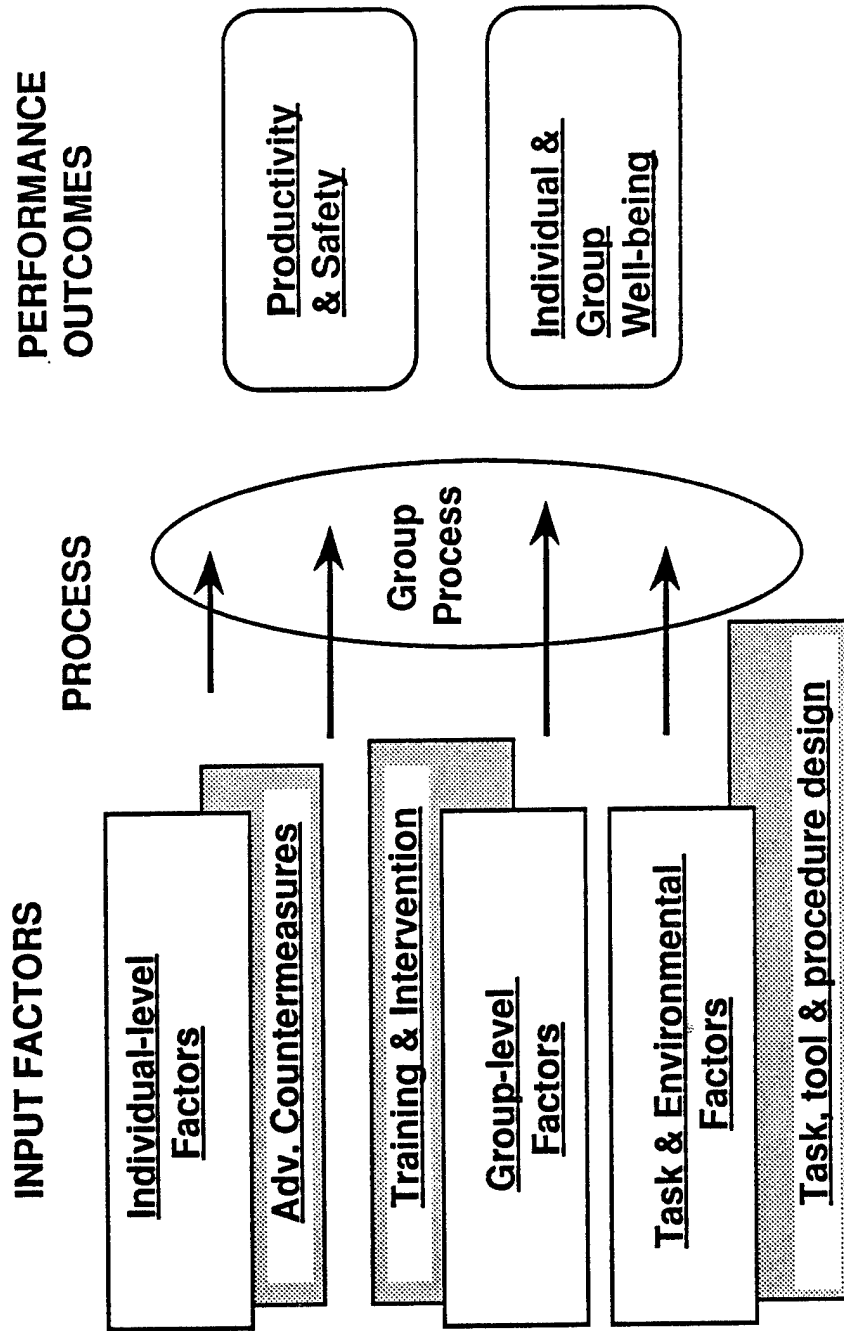 INPUT FACTORS
Individual-level
Factors
Adv. Countermeasures
Training & Intervention
Group-level
Factors
Task & Environmental
Factors
Task, tool & procedure design
PROCESS
Group
Process
PERFORMANCE
OUTCOMES
Productivity
& Safety
Individual &
Group
Well-being